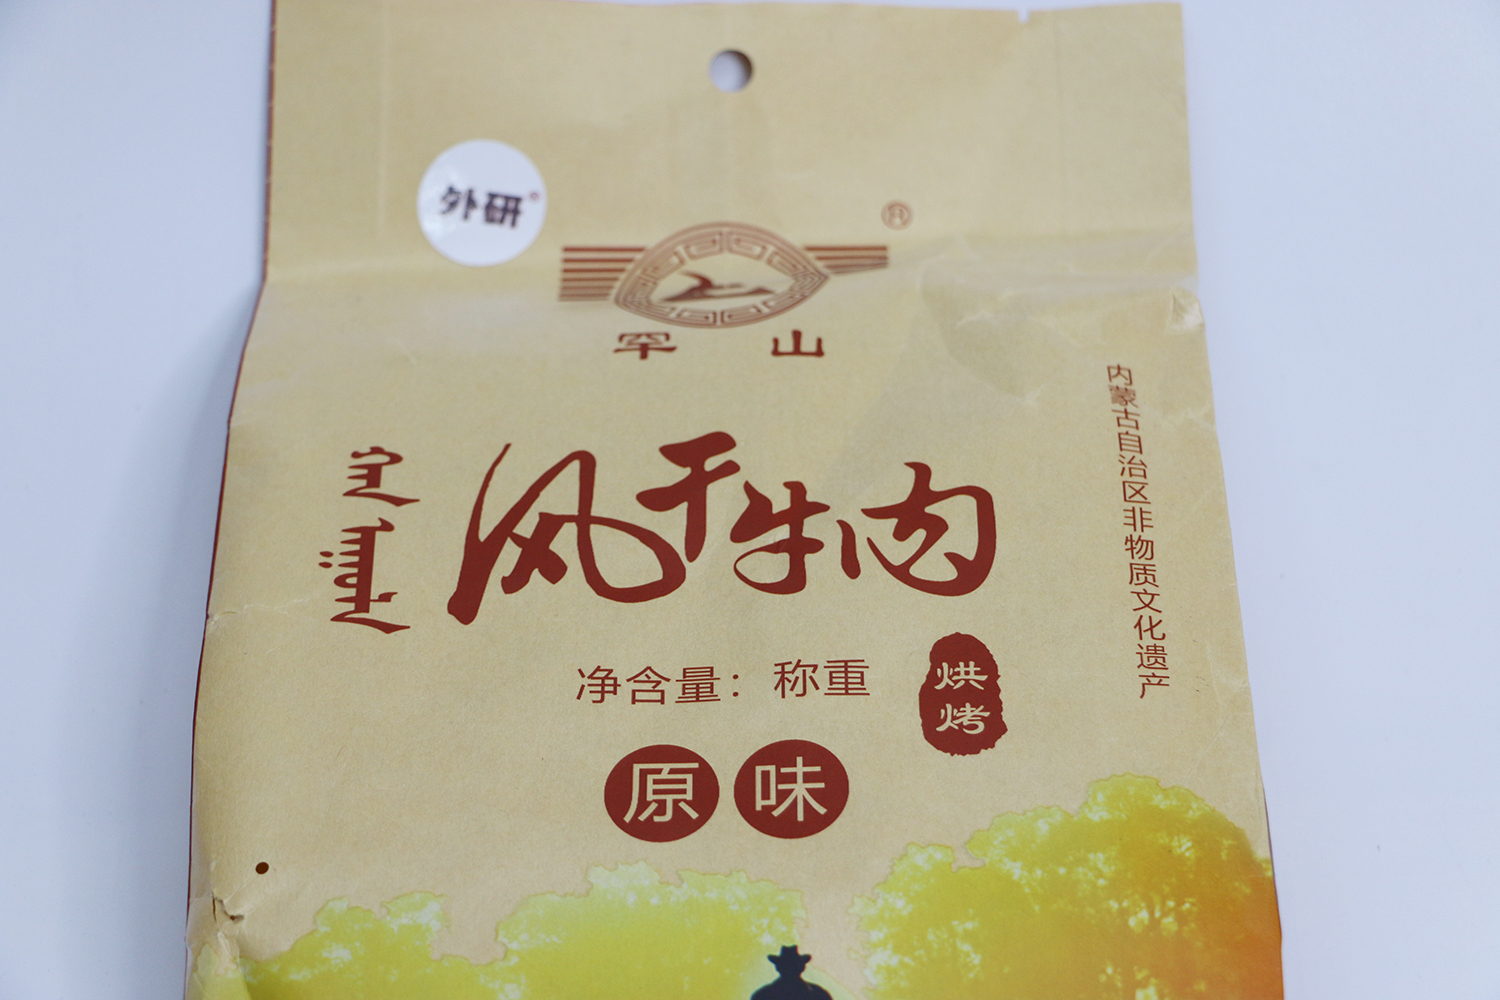 外研
®
罕山
风干牛肉
净含量：称重
烘烤
原味
内蒙古自治区非物质文化遗产